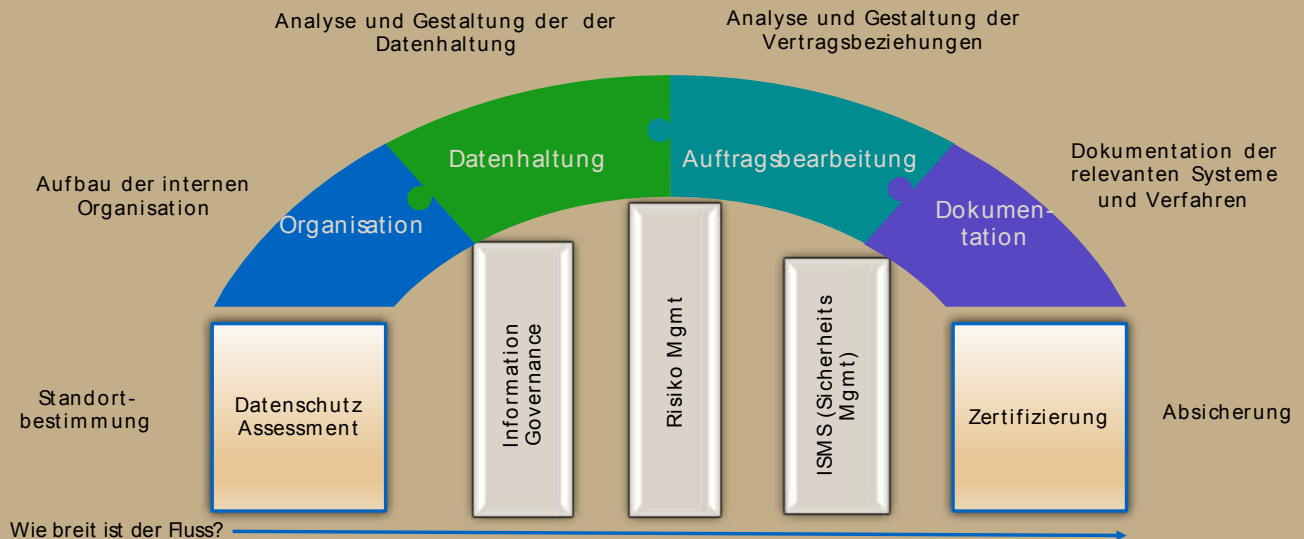 Analyse und Gestaltung der der
Datenhaltung
Analyse und Gestaltung der
Vertragsbeziehungen
Datenhaltung
Auftragsbearbeitung
Dokumentation der
relevanten Systeme
und Verfahren
Aufbau der internen
Organisation
Organisation
Dokumen-
tation
Standort-
bestimmung
Datenschutz
Assessment
Information
Governance
Risiko Mgmt
ISMS (Sicherheits
Mgmt)
Zertifizierung
Absicherung
Wie breit ist der Fluss?